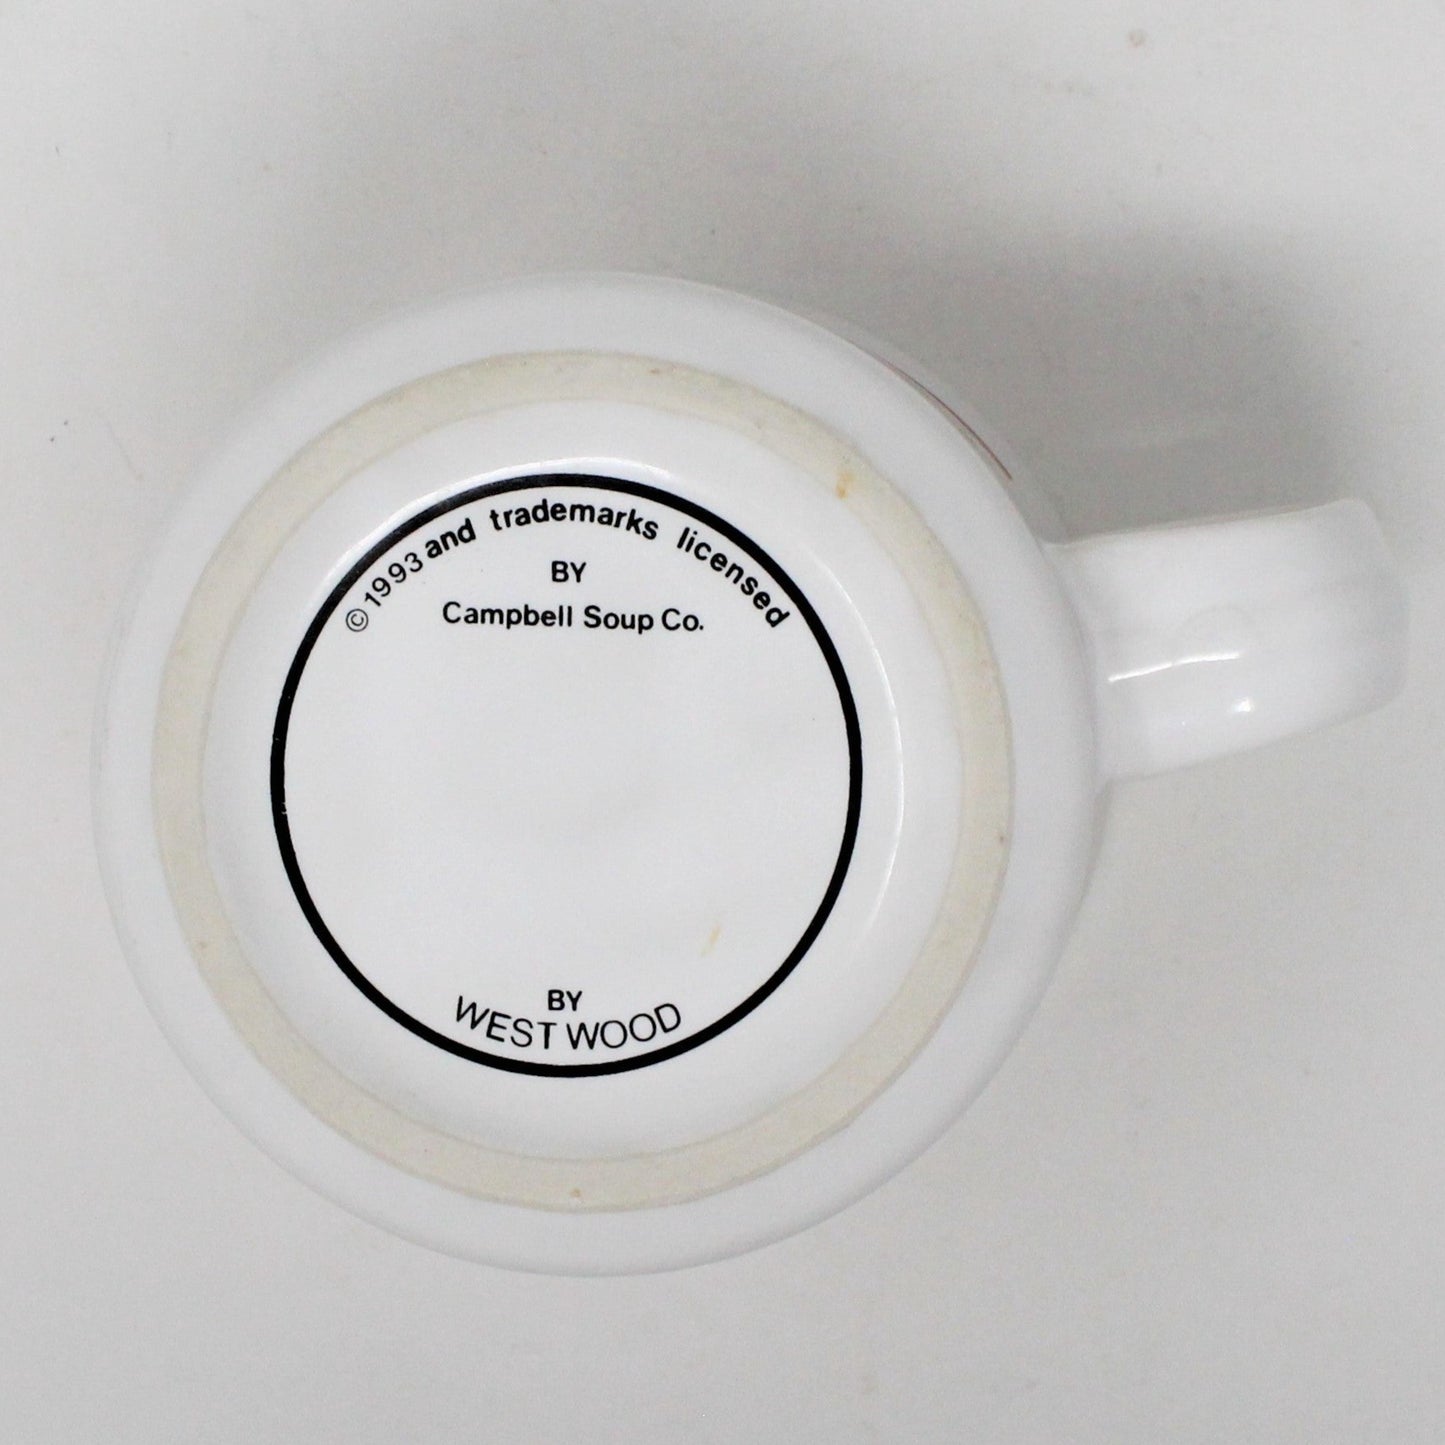 © 1993 and trademarks licensed
BY
Campbell Soup Co.
BY
WEST WOOD